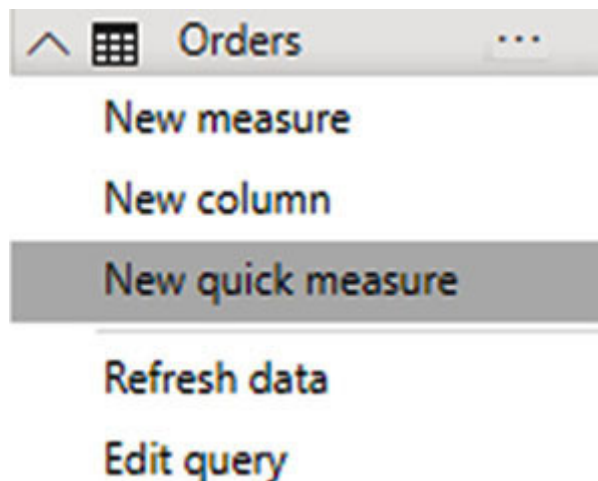 Orders ...
New measure
New column
New quick measure
Refresh data
Edit query